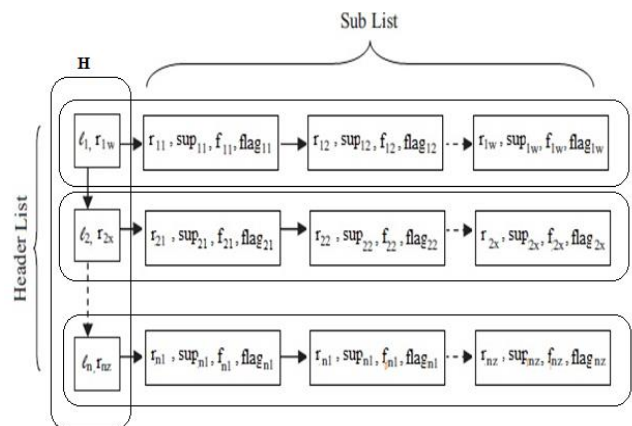 Sub List
H
Header List
ℓ₁, r₁w r₁₁, sup₁₁, f₁₁, flag₁₁ r₁₂, sup₁₂, f₁₂, flag₁₂ r₁w, sup₁w, f₁w, flag₁w
ℓ₂, r₂ₓ r₂₁, sup₂₁, f₂₁, flag₂₁ r₂₂, sup₂₂, f₂₂, flag₂₂ r₂ₓ, sup₂ₓ, f₂ₓ, flag₂ₓ
ℓn, rnz rn1, supn1, fn1, flagn1 rn1, supn1, fn1, flagn1 rnz, supnz, fnz, flagnz